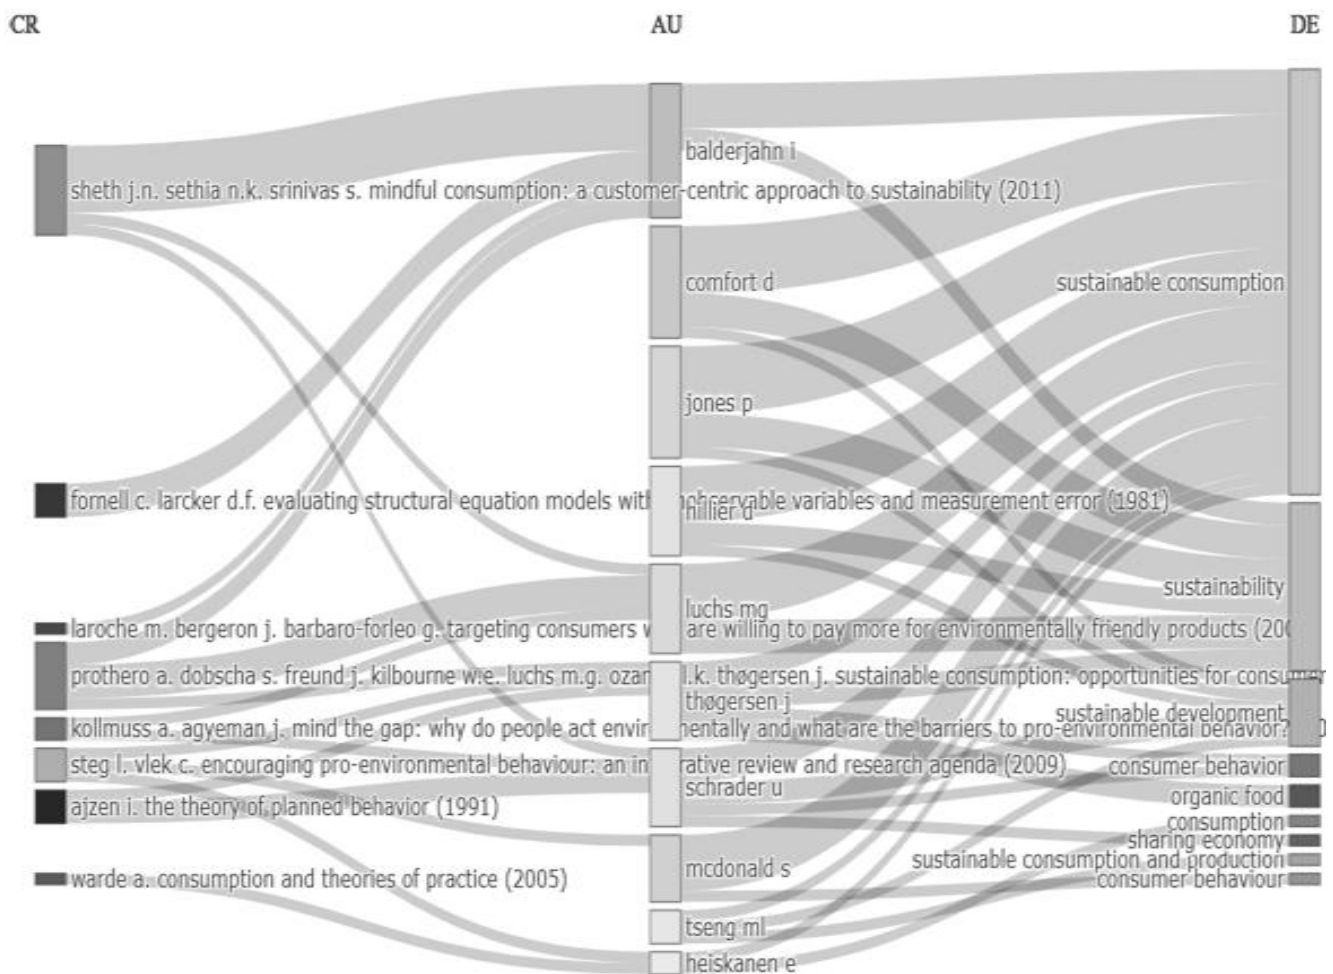 CR
AU
DE
sheth j.n. sethia n.k. srinivas s. mindful consumption: a customer-centric approach to sustainability (2011)
fornell c. larcker d.f. evaluating structural equation models with unobservable variables and measurement error (1981)
laroche m. bergeron j. barbaro-forleo g. targeting consumers are willing to pay more for environmentally friendly products (200
prothero a. dobscha s. freund j. kilbourne w.e. luchs m.g. ozan l.k. thøgersen j. sustainable consumption: opportunities for consumer
kollmuss a. agyeman j. mind the gap: why do people act environmentally and what are the barriers to pro-environmental behavior?
steg l. vlek c. encouraging pro-environmental behaviour: an integrative review and research agenda (2009)
ajzen i. the theory of planned behavior (1991)
warde a. consumption and theories of practice (2005)
balderjahn i
comfort d
jones p
hillier d
luchs mg
thøgersen j
schrader u
mcdonald s
tseng ml
heiskanen e
sustainable consumption
sustainability
sustainable development
consumer behavior
organic food
consumption
sharing economy
sustainable consumption and production
consumer behaviour